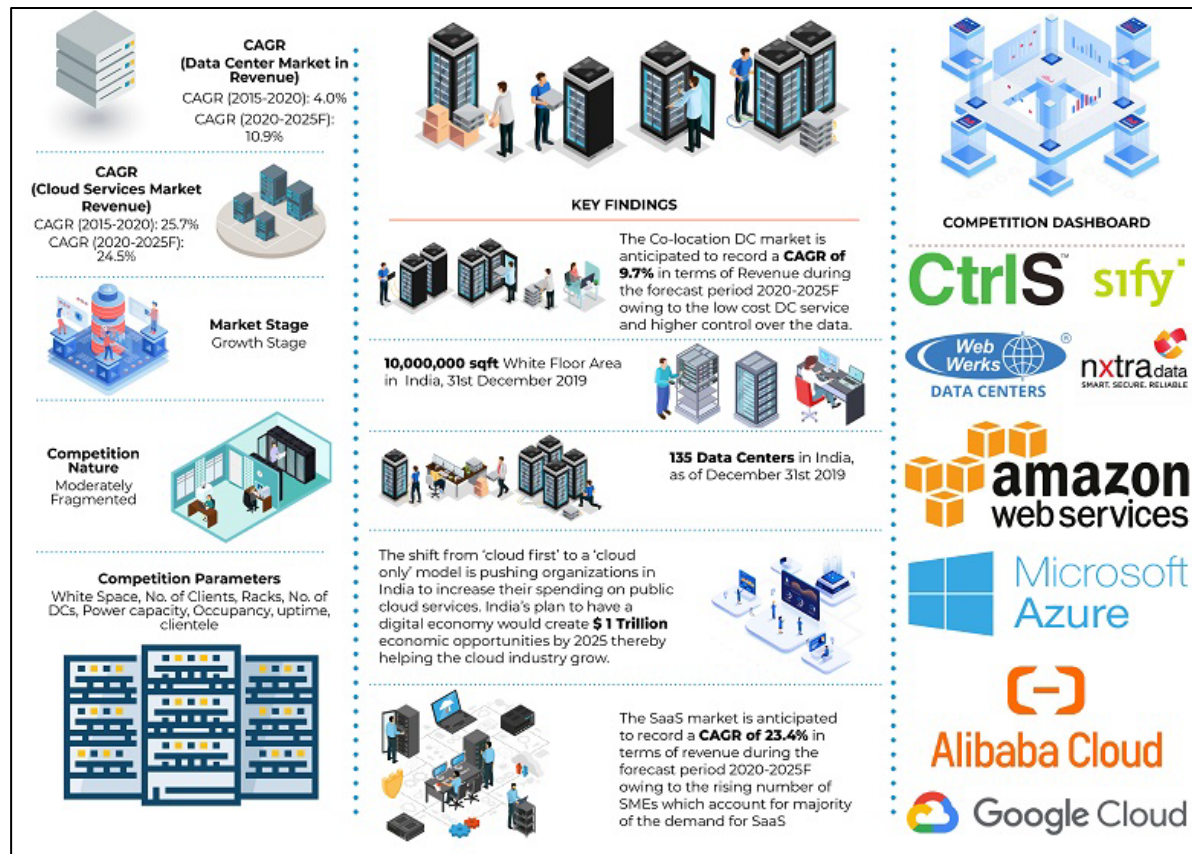 CAGR
(Data Center Market in
Revenue)
CAGR (2015-2020): 4.0%
CAGR (2020-2025F):
10.9%
CAGR
(Cloud Services Market
Revenue)
CAGR (2015-2020): 25.7%
CAGR (2020-2025F):
24.5%
Market Stage
Growth Stage
Competition
Nature
Moderately
Fragmented
Competition Parameters
White Space, No. of Clients, Racks, No. of
DCs, Power capacity, Occupancy, uptime,
clientele
KEY FINDINGS
The Co-location DC market is
anticipated to record a CAGR of
9.7% in terms of Revenue during
the forecast period 2020-2025F
owing to the low cost DC service
and higher control over the data.
10,000,000 sqft White Floor Area
in India, 31st December 2019
135 Data Centers in India,
as of December 31st 2019
The shift from ‘cloud first’ to a ‘cloud
only’ model is pushing organizations in
India to increase their spending on public
cloud services. India’s plan to have a
digital economy would create $ 1 Trillion
economic opportunities by 2025 thereby
helping the cloud industry grow.
The SaaS market is anticipated
to record a CAGR of 23.4% in
terms of revenue during the
forecast period 2020-2025F
owing to the rising number of
SMEs which account for majority
of the demand for SaaS
COMPETITION DASHBOARD
CtrlS™
sify
Web
Werks
®
DATA CENTERS
nxtradata
SMART. SECURE. RELIABLE
amazon
web services
Microsoft
Azure
Alibaba Cloud
Google Cloud